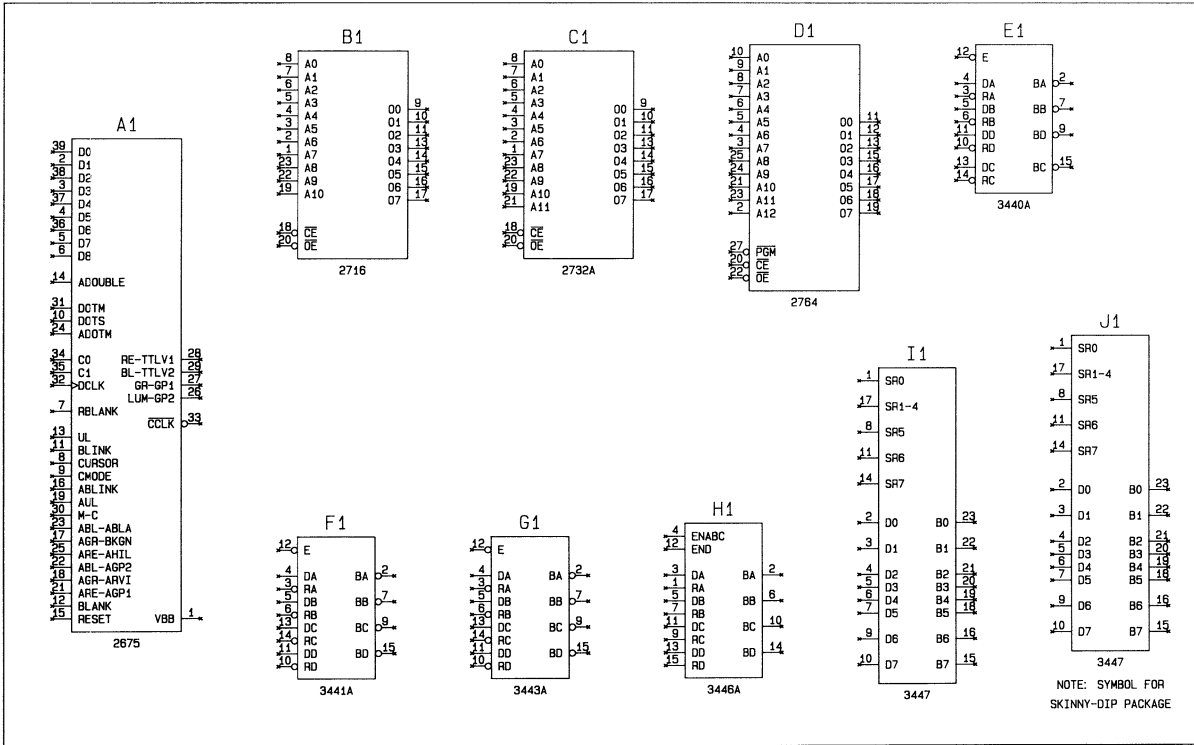 A1
39 D0
2 D1
38 D2
3 D3
37 D4
4 D5
36 D6
5 D7
6 D8
14 ADOUBLE
31 DOTM
10 DOTS
24 ADOTM
34 C0 RE-TTLV1 28
35 C1 BL-TTLV2 29
32 DCLK GR-GP1 27
LUM-GP2 26
7 RBLANK
CCLK 33
13 UL
11 BLINK
8 CURSOR
9 CMODE
16 ABLINK
19 AUL
30 M-C
23 ABL-ABLA
17 AGR-BKGN
25 ARE-AHIL
22 ABL-AGP2
18 AGR-ARVI
21 ARE-AGP1
12 BLANK
15 RESET VBB 1
2675
B1
8 A0
7 A1
6 A2
5 A3
4 A4 O0 9
3 A5 O1 10
2 A6 O2 11
1 A7 O3 13
23 A8 O4 14
22 A9 O5 15
19 A10 O6 16
O7 17
18 CE
20 OE
2716
C1
8 A0
7 A1
6 A2
5 A3
4 A4 O0 9
3 A5 O1 10
2 A6 O2 11
1 A7 O3 13
23 A8 O4 14
22 A9 O5 15
19 A10 O6 16
21 A11 O7 17
18 CE
20 OE
2732A
D1
10 A0
9 A1
8 A2
7 A3
6 A4
5 A5 O0 11
4 A6 O1 12
3 A7 O2 13
25 A8 O3 15
24 A9 O4 16
21 A10 O5 17
23 A11 O6 18
2 A12 O7 19
27 PGM
20 CE
22 OE
2764
E1
12 E
4 DA BA 2
3 RA
5 DB BB 7
6 RB
11 DD BD 9
10 RD
13 DC BC 15
14 RC
3440A
F1
12 E
4 DA BA 2
3 RA
5 DB BB 7
6 RB
13 DC BC 9
14 RC
11 DD BD 15
10 RD
3441A
G1
12 E
4 DA BA 2
3 RA
5 DB BB 7
6 RB
13 DC BC 9
14 RC
11 DD BD 15
10 RD
3443A
H1
4 ENABC
12 END
3 DA BA 2
1 RA
5 DB BB 6
7 RB
11 DC BC 10
9 RC
13 DD BD 14
15 RD
3446A
I1
1 SR0
17 SR1-4
8 SR5
11 SR6
14 SR7
2 D0 B0 23
3 D1 B1 22
4 D2 B2 21
5 D3 B3 20
6 D4 B4 19
7 D5 B5 18
9 D6 B6 16
10 D7 B7 15
3447
J1
1 SR0
17 SR1-4
8 SR5
11 SR6
14 SR7
2 D0 B0 23
3 D1 B1 22
4 D2 B2 21
5 D3 B3 20
6 D4 B4 19
7 D5 B5 18
9 D6 B6 16
10 D7 B7 15
3447
NOTE: SYMBOL FOR
SKINNY-DIP PACKAGE